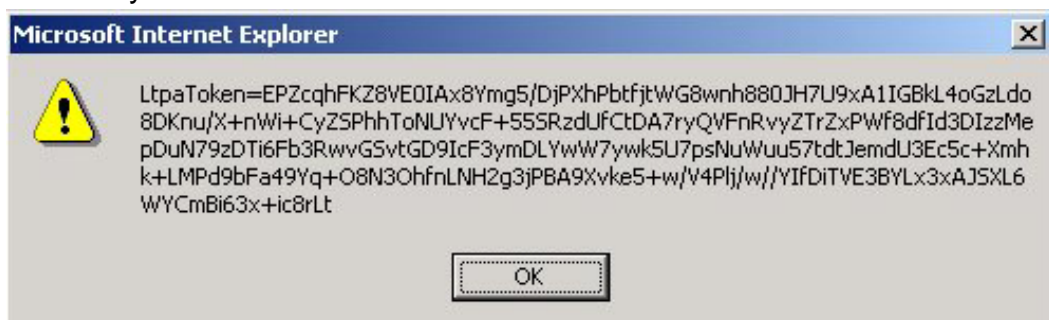 Microsoft Internet Explorer
LtpaToken=EPZcqhFKZ8VE0IAx8Ymg5/DjPXhPbtfjtWG8wnh880JH7U9xA1IGBkL4oGzLdo
8DKnu/X+nWi+CyZSPhhToNUYvcF+55SRzdUfCtDA7ryQVFnRvyZTrZxPWf8dfId3DIzzMe
pDuN79zDTi6Fb3RwvGSvtGD9IcF3ymDLYwW7ywk5U7psNuWuu57tdtJemdU3Ec5c+Xmh
k+LMPd9bFa49Yq+O8N3OhfnLNH2g3jPBA9Xvke5+w/V4Plj/w//YIfDiTVE3BYLx3xAJSXL6
WYCmBi63x+ic8rLt
OK